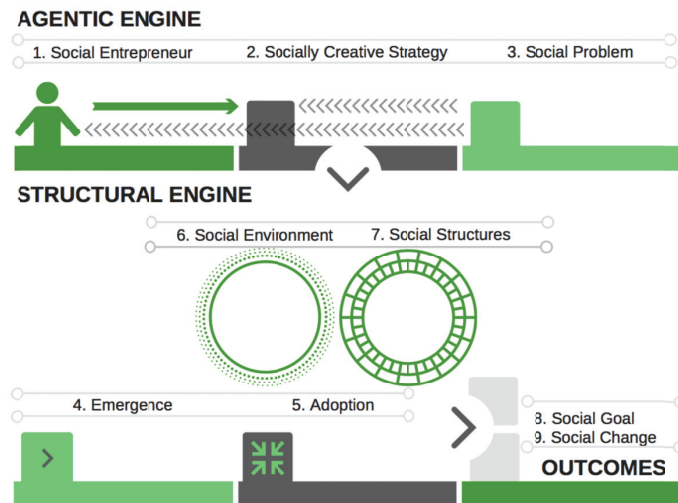 AGENTIC ENGINE
1. Social Entrepreneur
2. Socially Creative Strategy
3. Social Problem
STRUCTURAL ENGINE
6. Social Envionment
7. Social Structures
4. Emergence
5. Adoption
8. Social Goal
9. Social Change
OUTCOMES